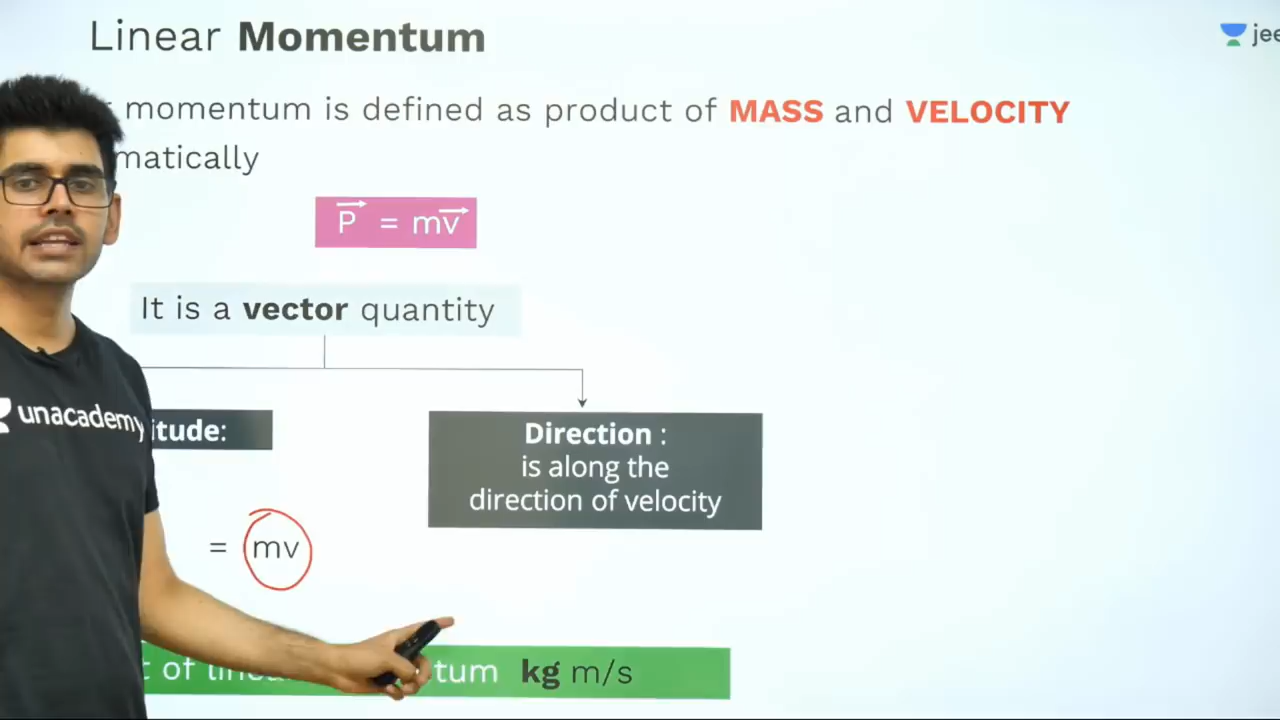 Linear Momentum
jee
momentum is defined as product of MASS and VELOCITY
matically
P = mv
It is a vector quantity
unacademy
itude:
Direction :
is along the
direction of velocity
= mv
t of tum kg m/s